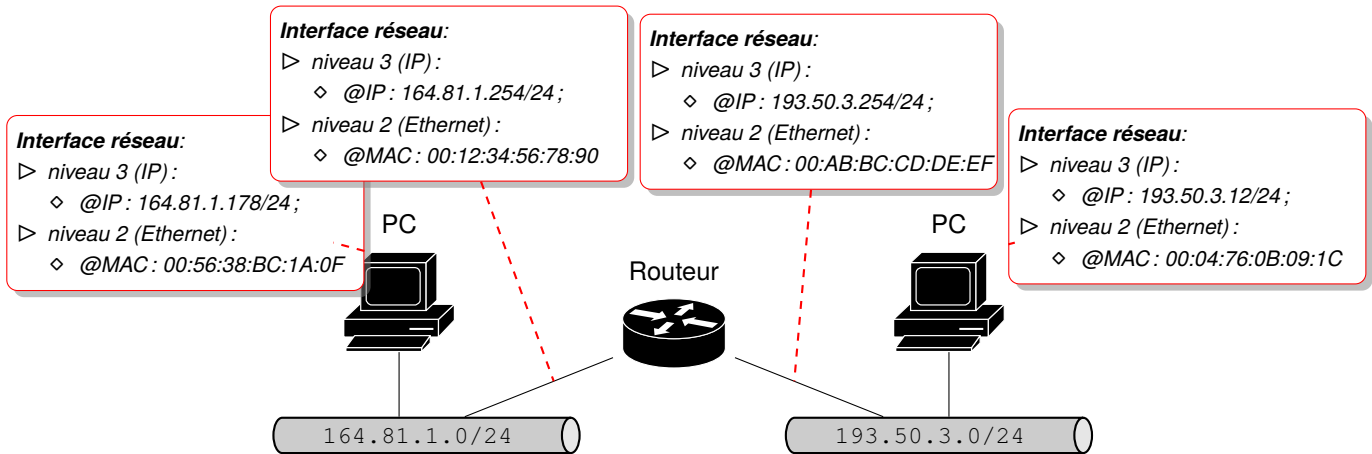 Interface réseau:
▷ niveau 3 (IP) :
◇ @IP : 164.81.1.178/24 ;
▷ niveau 2 (Ethernet) :
◇ @MAC : 00:56:38:BC:1A:0F
Interface réseau:
▷ niveau 3 (IP) :
◇ @IP : 164.81.1.254/24 ;
▷ niveau 2 (Ethernet) :
◇ @MAC : 00:12:34:56:78:90
Interface réseau:
▷ niveau 3 (IP) :
◇ @IP : 193.50.3.254/24 ;
▷ niveau 2 (Ethernet) :
◇ @MAC : 00:AB:BC:CD:DE:EF
Interface réseau:
▷ niveau 3 (IP) :
◇ @IP : 193.50.3.12/24 ;
▷ niveau 2 (Ethernet) :
◇ @MAC : 00:04:76:0B:09:1C
PC
Routeur
PC
164.81.1.0/24
193.50.3.0/24